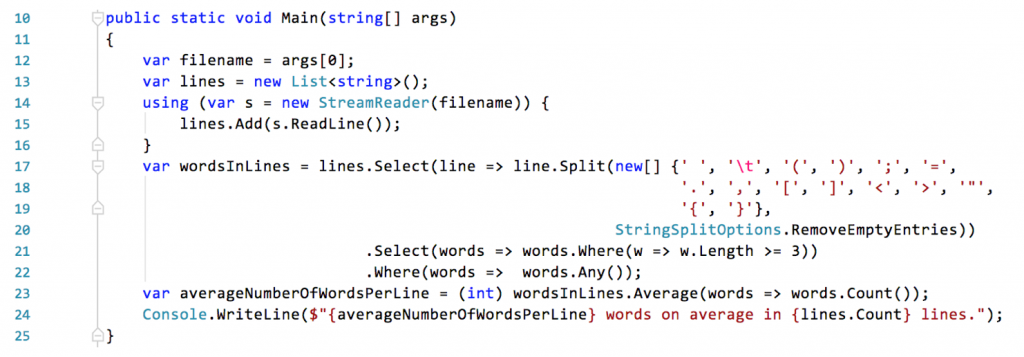 10 public static void Main(string[] args)
11 {
12     var filename = args[0];
13     var lines = new List<string>();
14     using (var s = new StreamReader(filename)) {
15         lines.Add(s.ReadLine());
16     }
17     var wordsInLines = lines.Select(line => line.Split(new[] {' ', '\t', '(', ')', ';', '=',
18                                                               '.', ',', '[', ']', '<', '>', '"',
19                                                               '{', '}'},
20                                                        StringSplitOptions.RemoveEmptyEntries))
21                             .Select(words => words.Where(w => w.Length >= 3))
22                             .Where(words =>  words.Any());
23     var averageNumberOfWordsPerLine = (int) wordsInLines.Average(words => words.Count());
24     Console.WriteLine($"{averageNumberOfWordsPerLine} words on average in {lines.Count} lines.");
25 }